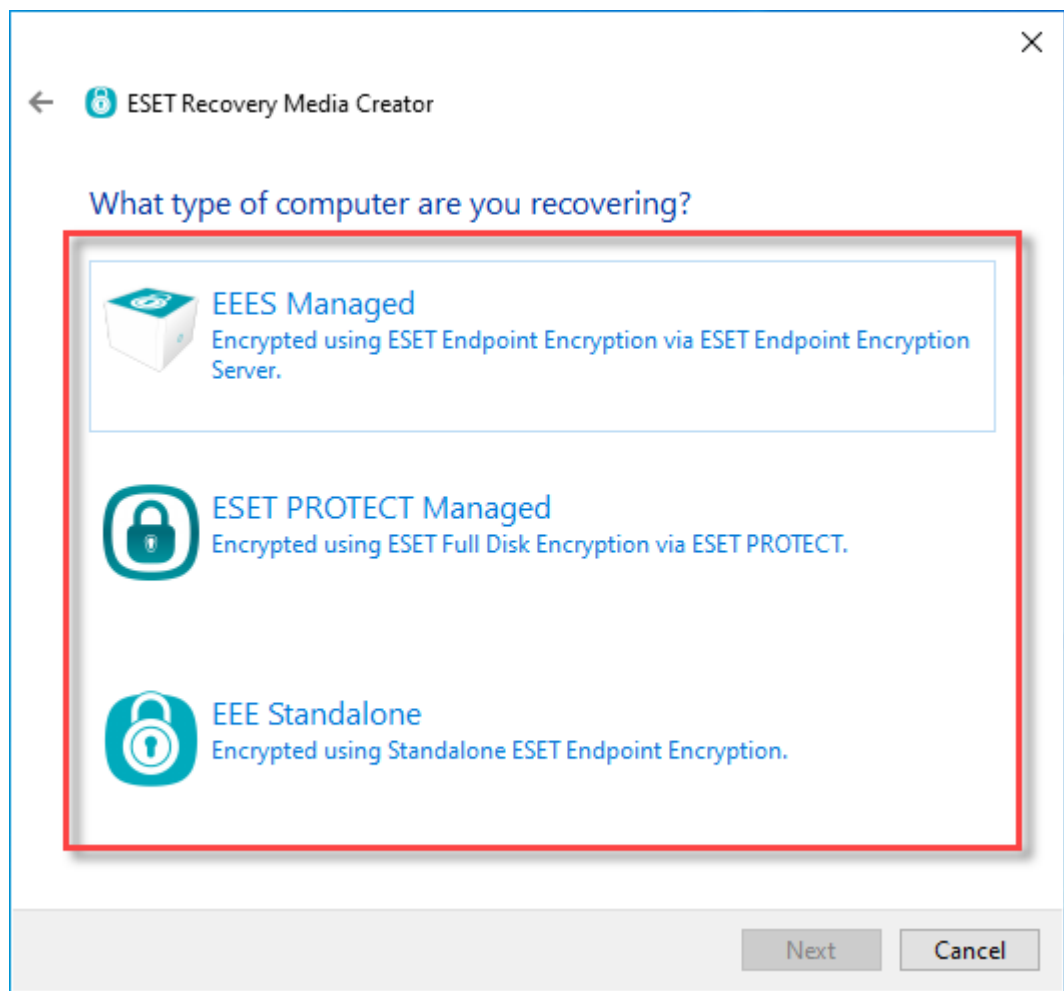 ESET Recovery Media Creator
What type of computer are you recovering?
EEES Managed
Encrypted using ESET Endpoint Encryption via ESET Endpoint Encryption
Server.
ESET PROTECT Managed
Encrypted using ESET Full Disk Encryption via ESET PROTECT.
EEE Standalone
Encrypted using Standalone ESET Endpoint Encryption.
Next
Cancel